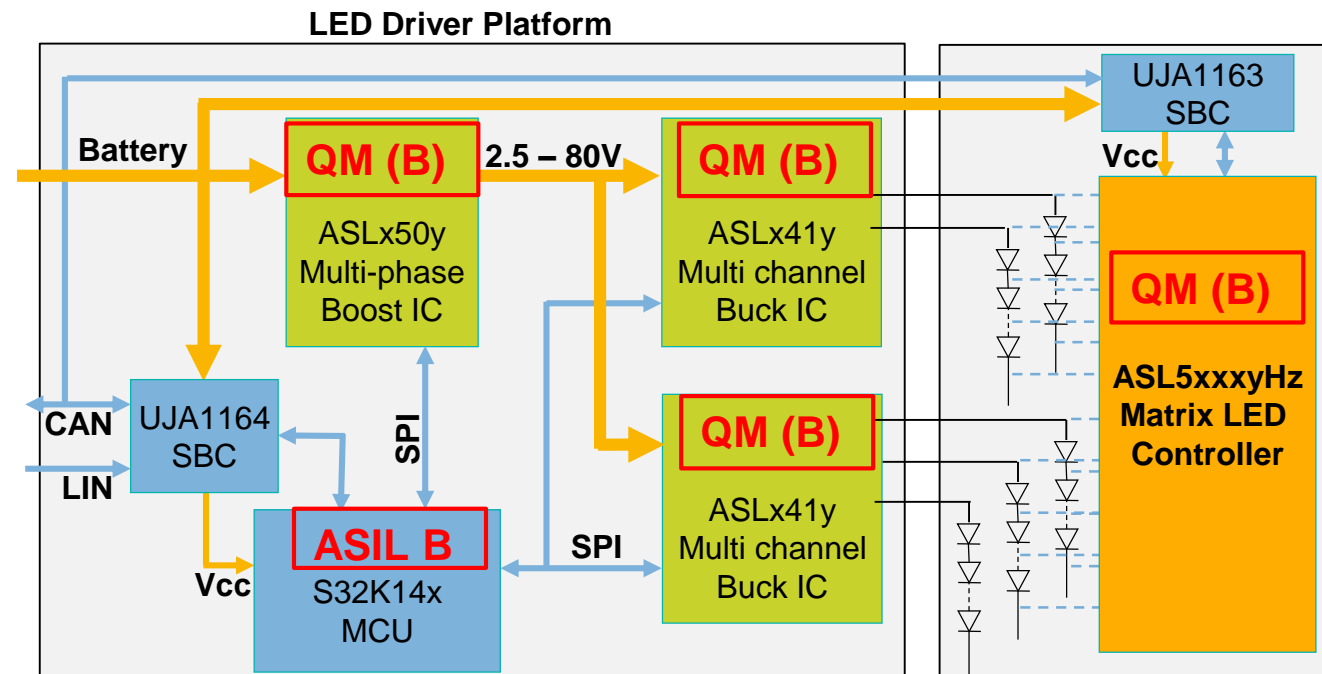 LED Driver Platform
Battery
QM (B)
ASLx50y
Multi-phase
Boost IC
2.5 – 80V
QM (B)
ASLx41y
Multi channel
Buck IC
UJA1163
SBC
Vcc
QM (B)
ASL5xxxyHz
Matrix LED
Controller
CAN
LIN
UJA1164
SBC
SPI
Vcc
ASIL B
S32K14x
MCU
SPI
QM (B)
ASLx41y
Multi channel
Buck IC